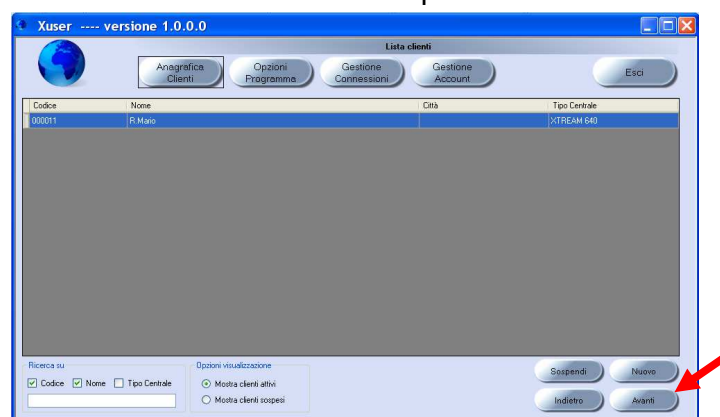 Xuser ---- versione 1.0.0.0
Lista clienti
Anagrafica Clienti
Opzioni Programma
Gestione Connessioni
Gestione Account
Esci
Codice Nome Città Tipo Centrale
000011 R.Mario XTREAM 640
Ricerca su
Codice Nome Tipo Centrale
Opzioni visualizzazione
Mostra clienti attivi
Mostra clienti sospesi
Sospendi Nuovo
Indietro Avanti